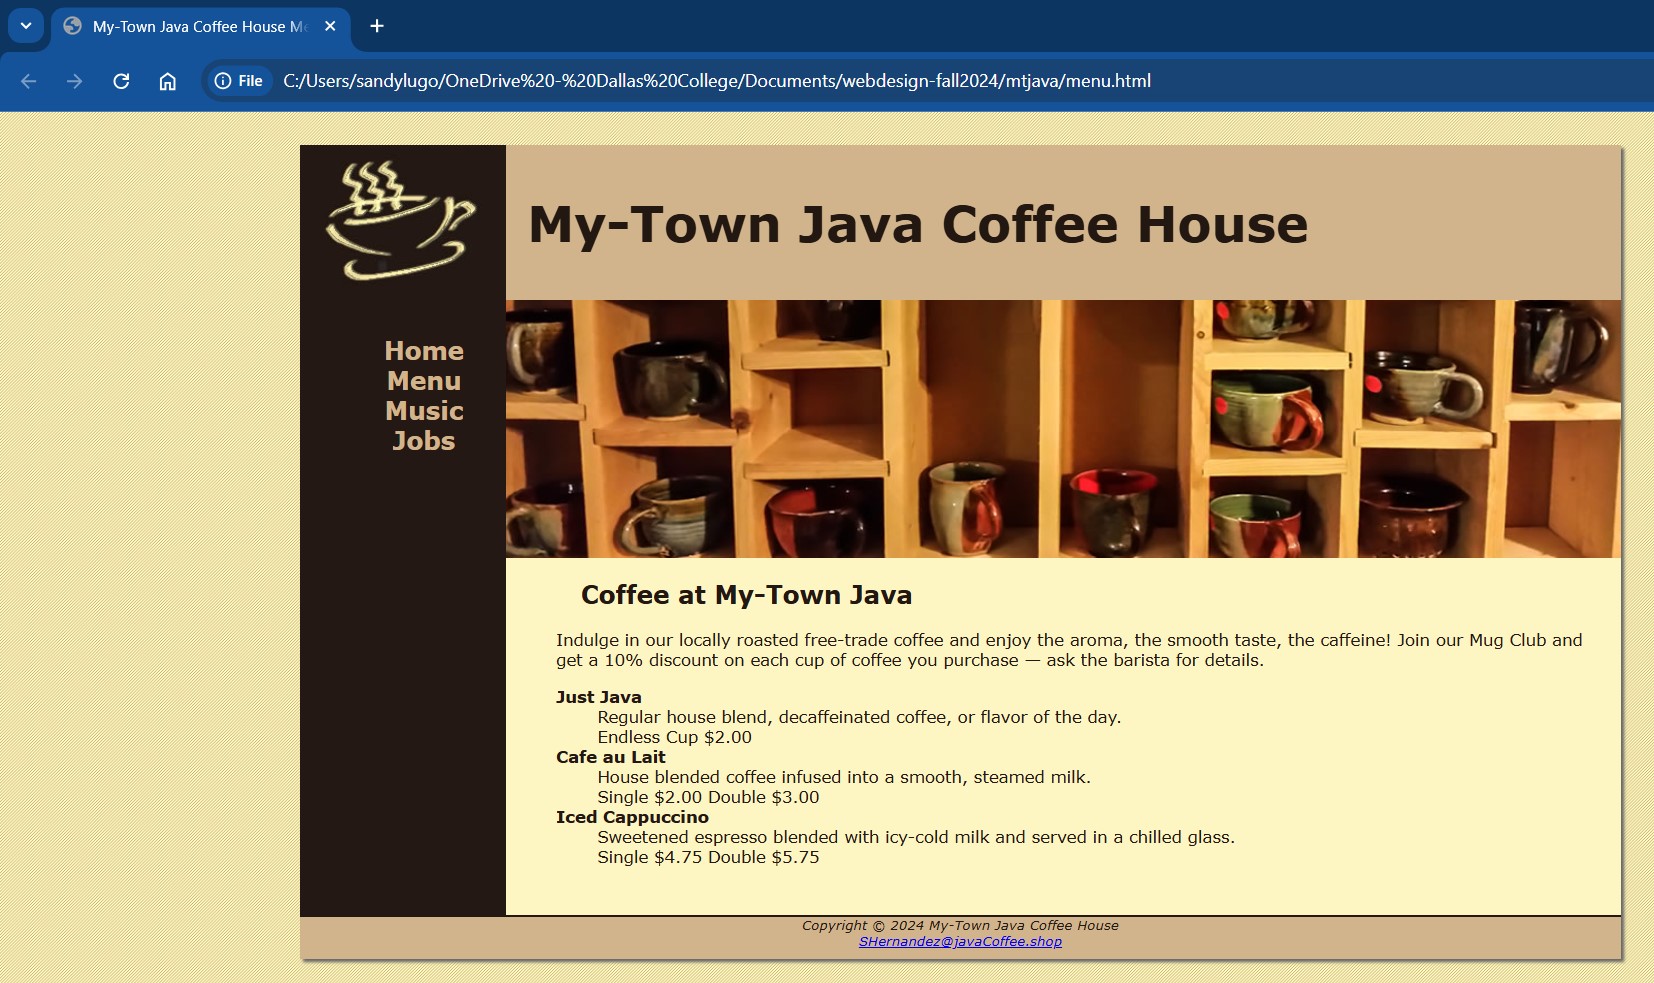 My-Town Java Coffee House Me
File
C:/Users/sandylugo/OneDrive%20-%20Dallas%20College/Documents/webdesign-fall2024/mtjava/menu.html
My-Town Java Coffee House
Home
Menu
Music
Jobs
Coffee at My-Town Java
Indulge in our locally roasted free-trade coffee and enjoy the aroma, the smooth taste, the caffeine! Join our Mug Club and
get a 10% discount on each cup of coffee you purchase — ask the barista for details.
Just Java
Regular house blend, decaffeinated coffee, or flavor of the day.
Endless Cup $2.00
Cafe au Lait
House blended coffee infused into a smooth, steamed milk.
Single $2.00 Double $3.00
Iced Cappuccino
Sweetened espresso blended with icy-cold milk and served in a chilled glass.
Single $4.75 Double $5.75
Copyright © 2024 My-Town Java Coffee House
SHernandez@javaCoffee.shop